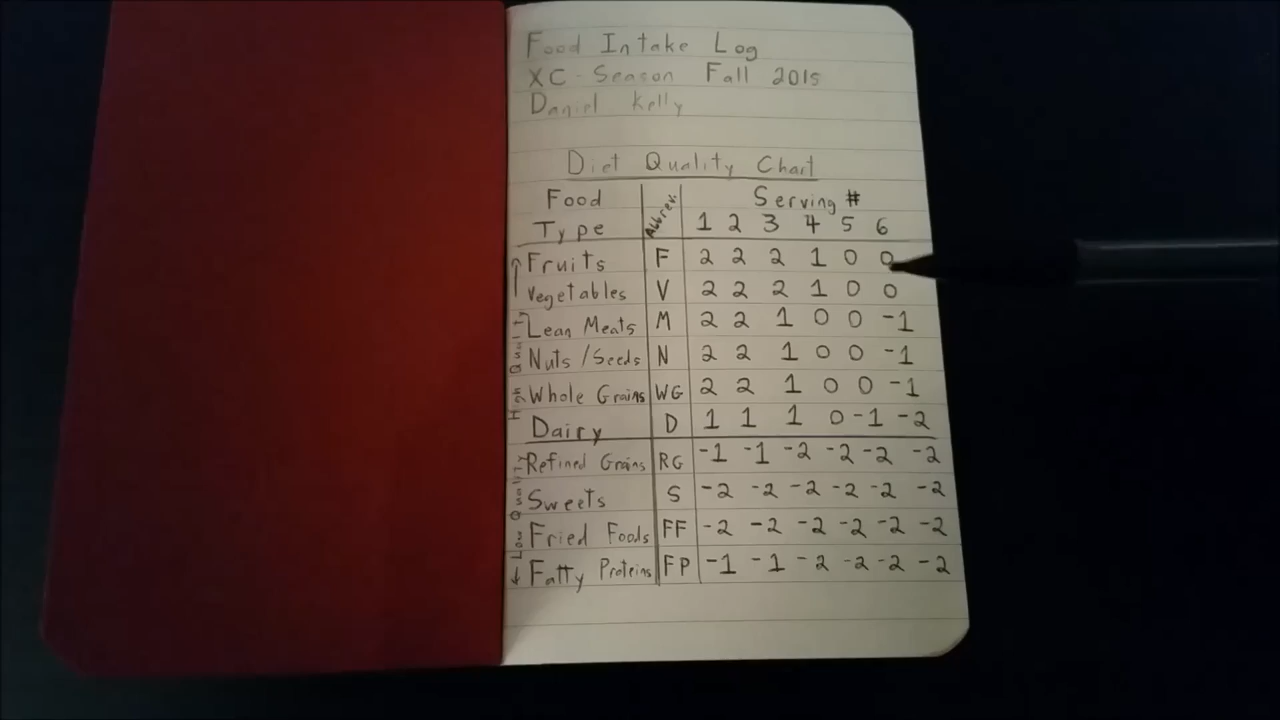 Food Intake Log
XC-Season Fall 2015
Daniel Kelly
Diet Quality Chart
Food Type Abbrev. Serving #
1 2 3 4 5 6
Fruits F 2 2 2 1 0 0
Vegetables V 2 2 2 1 0 0
Lean Meats M 2 2 1 0 0 -1
Nuts/Seeds N 2 2 1 0 0 -1
Whole Grains WG 2 2 1 0 0 -1
Dairy D 1 1 1 0 -1 -2
Refined Grains RG -1 -1 -2 -2 -2 -2
Sweets S -2 -2 -2 -2 -2 -2
Fried Foods FF -2 -2 -2 -2 -2 -2
Fatty Proteins FP -1 -1 -2 -2 -2 -2
High Quality →
← Low Quality